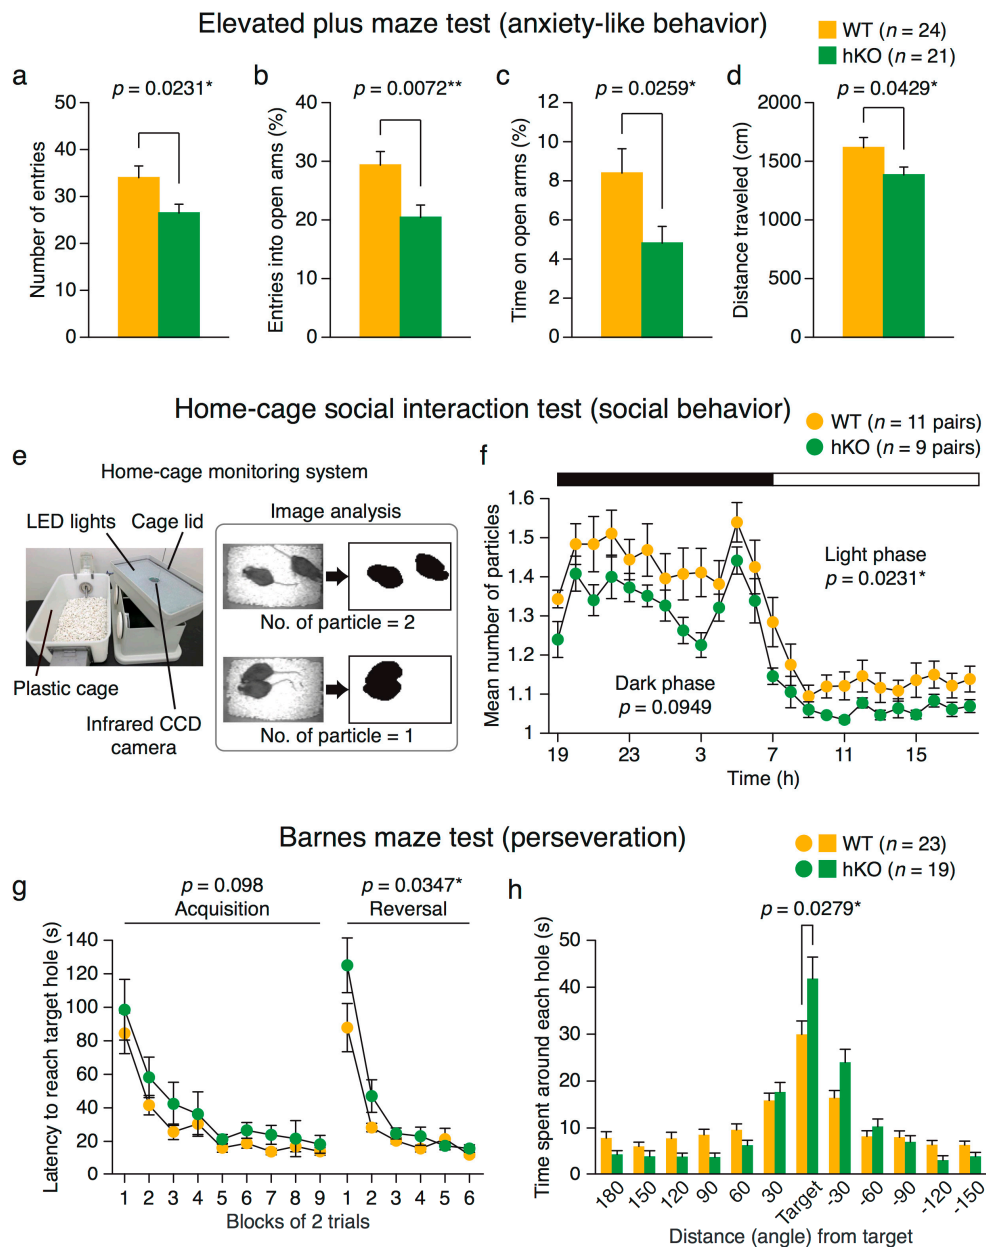 Elevated plus maze test (anxiety-like behavior)
WT (n = 24)
hKO (n = 21)
a
p = 0.0231*
Number of entries
50
40
30
20
10
0
b
p = 0.0072**
Entries into open ams (%)
40
30
20
10
0
c
p = 0.0259*
Time on open arms (%)
12
10
8
6
4
2
0
d
p = 0.0429*
Distance traveled (cm)
2000
1500
1000
500
0
Home-cage social interaction test (social behavior)
WT (n = 11 pairs)
hKO (n = 9 pairs)
e
Home-cage monitoring system
LED lights
Cage lid
Plastic cage
Infrared CCD
camera
Image analysis
No. of particle = 2
No. of particle = 1
f
Mean number of particles
1.6
1.5
1.4
1.3
1.2
1.1
1
Light phase
p = 0.0231*
Dark phase
p = 0.0949
19 23 3 7 11 15
Time (h)
Barnes maze test (perseveration)
WT (n = 23)
hKO (n = 19)
g
p = 0.098
Acquisition
p = 0.0347*
Reversal
Latency to reach target hole (s)
140
120
100
80
60
40
20
0
1 2 3 4 5 6 7 8 9 1 2 3 4 5 6
Blocks of 2 trials
h
p = 0.0279*
Time spent around each hole (s)
50
40
30
20
10
0
180 150 120 90 60 30 Target -30 -60 -90 -120 -150
Distance (angle) from target